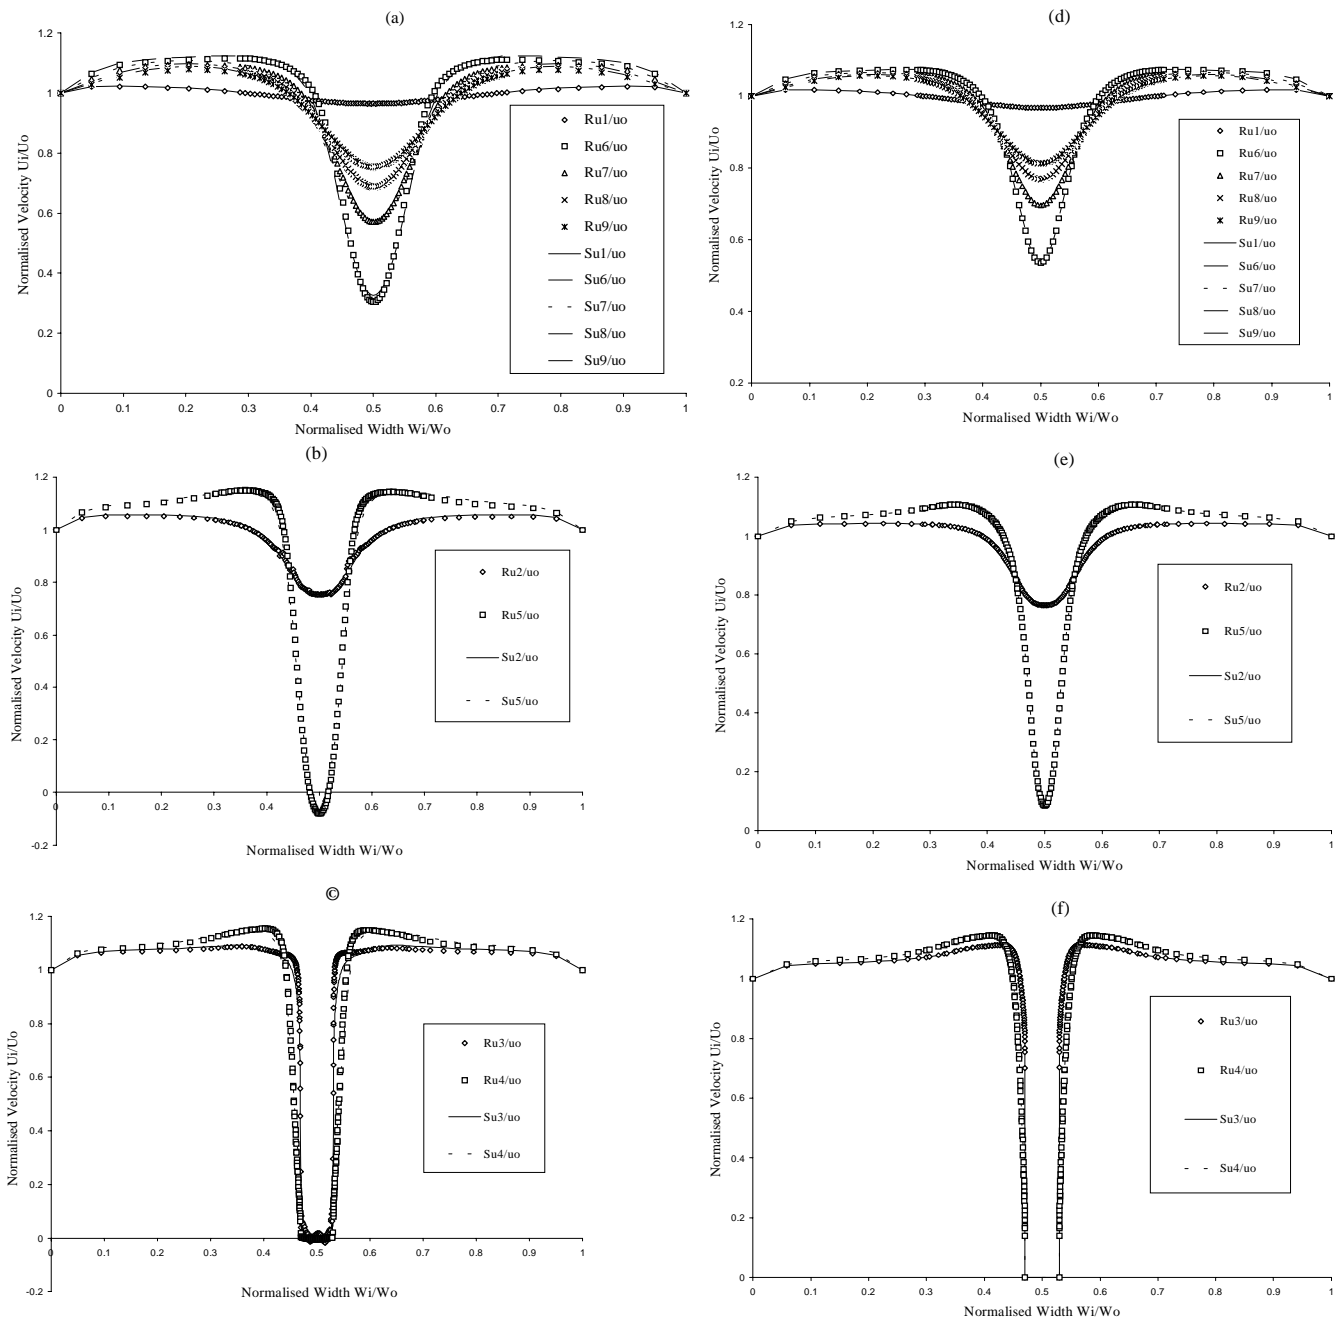 (a)
1.2
1
0.8
0.6
0.4
0.2
0
0 0.1 0.2 0.3 0.4 0.5 0.6 0.7 0.8 0.9 1
Normalised Velocity Ui/Uo
Normalised Width Wi/Wo
Ru1/uo
Ru6/uo
Ru7/uo
Ru8/uo
Ru9/uo
Su1/uo
Su6/uo
Su7/uo
Su8/uo
Su9/uo
(d)
1.2
1
0.8
0.6
0.4
0.2
0 0.1 0.2 0.3 0.4 0.5 0.6 0.7 0.8 0.9 1
Normalised Velocity Ui/Uo
Normalised Width Wi/Wo
Ru1/uo
Ru6/uo
Ru7/uo
Ru8/uo
Ru9/uo
Su1/uo
Su6/uo
Su7/uo
Su8/uo
Su9/uo
(b)
1.2
1
0.8
0.6
0.4
0.2
0
-0.2
0 0.2 0.4 0.6 0.7 0.8 0.9 1
Normalised Velocity Ui/Uo
Normalised Width Wi/Wo
Ru2/uo
Ru5/uo
Su2/uo
Su5/uo
(e)
1.2
1
0.8
0.6
0.4
0.2
0
0 0.1 0.2 0.3 0.4 0.5 0.6 0.7 0.8 0.9 1
Normalised Velocity Ui/Uo
Normalised Width Wi/Wo
Ru2/uo
Ru5/uo
Su2/uo
Su5/uo
©
1.2
1
0.8
0.6
0.4
0.2
0
-0.2
0 0.1 0.2 0.3 0.4 0.5 0.6 0.7 0.8 0.9 1
Normalised Velocity Ui/Uo
Normalised Width Wi/Wo
Ru3/uo
Ru4/uo
Su3/uo
Su4/uo
(f)
1.2
1
0.8
0.6
0.4
0.2
0
0 0.1 0.2 0.3 0.4 0.5 0.6 0.7 0.8 0.9 1
Normalised Velocity Ui/Uo
Normalised Width Wi/Wo
Ru3/uo
Ru4/uo
Su3/uo
Su4/uo